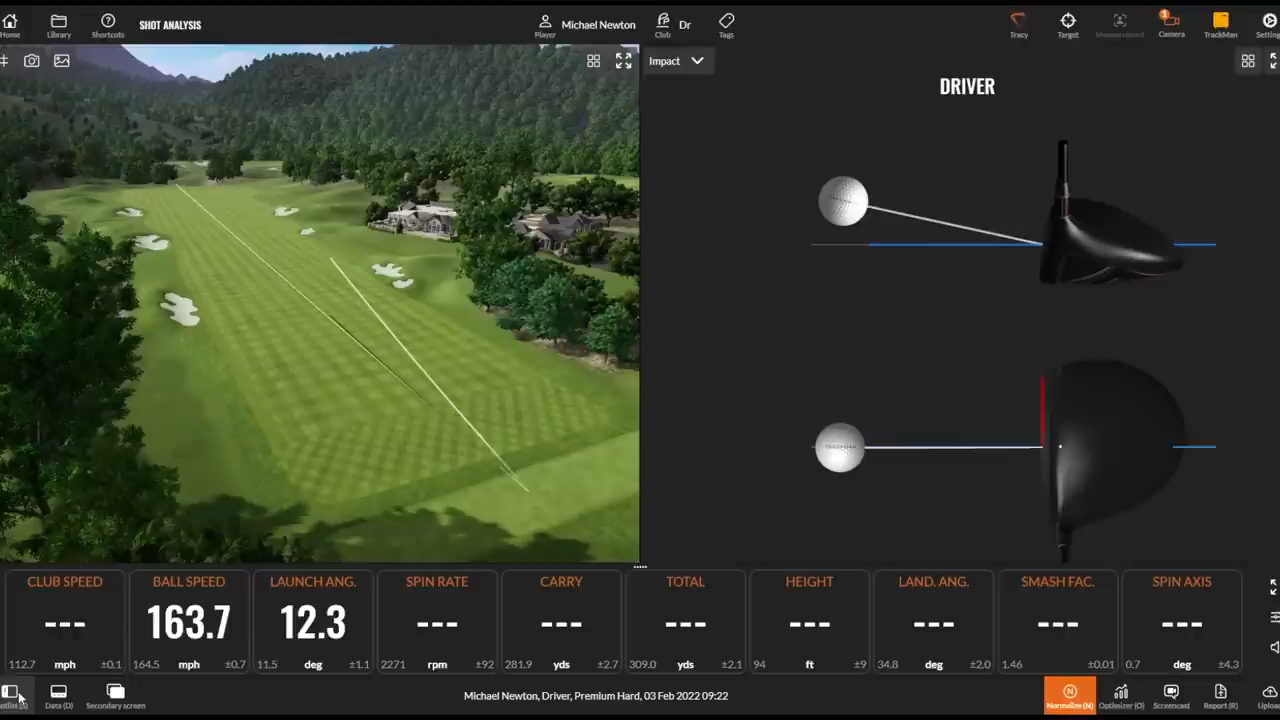 Home
Library
Shortcuts
SHOT ANALYSIS
Player
Michael Newton
Club
Dr
Tags
Tracy
Target
Camera
1
TrackMan
Impact
DRIVER
CLUB SPEED
---
112.7 mph ±0.1
BALL SPEED
163.7
164.5 mph ±0.7
LAUNCH ANG.
12.3
11.5 deg ±1.1
SPIN RATE
---
2271 rpm ±92
CARRY
---
281.9 yds ±2.7
TOTAL
---
309.0 yds ±2.1
HEIGHT
---
94 ft ±9
LAND. ANG.
---
34.8 deg ±2.0
SMASH FAC.
---
1.46 ±0.01
SPIN AXIS
---
0.7 deg ±4.3
Data (D)
Secondary screen
Michael Newton, Driver, Premium Hard, 03 Feb 2022 09:22
N
Normalize (N)
Optimizer (O)
Screencast
Report (R)